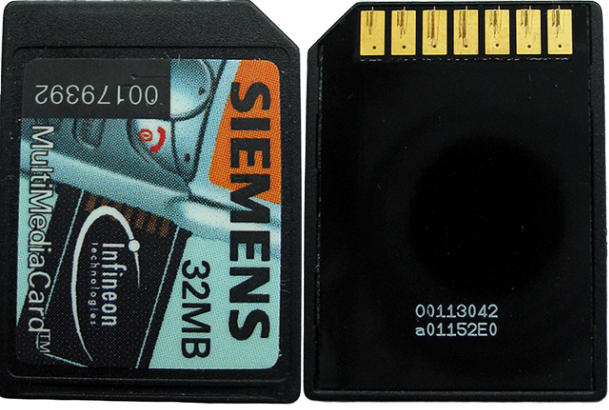 00179392
SIEMENS
32MB
Infineon
technologies
MultiMediaCard™
00113042
a01152E0